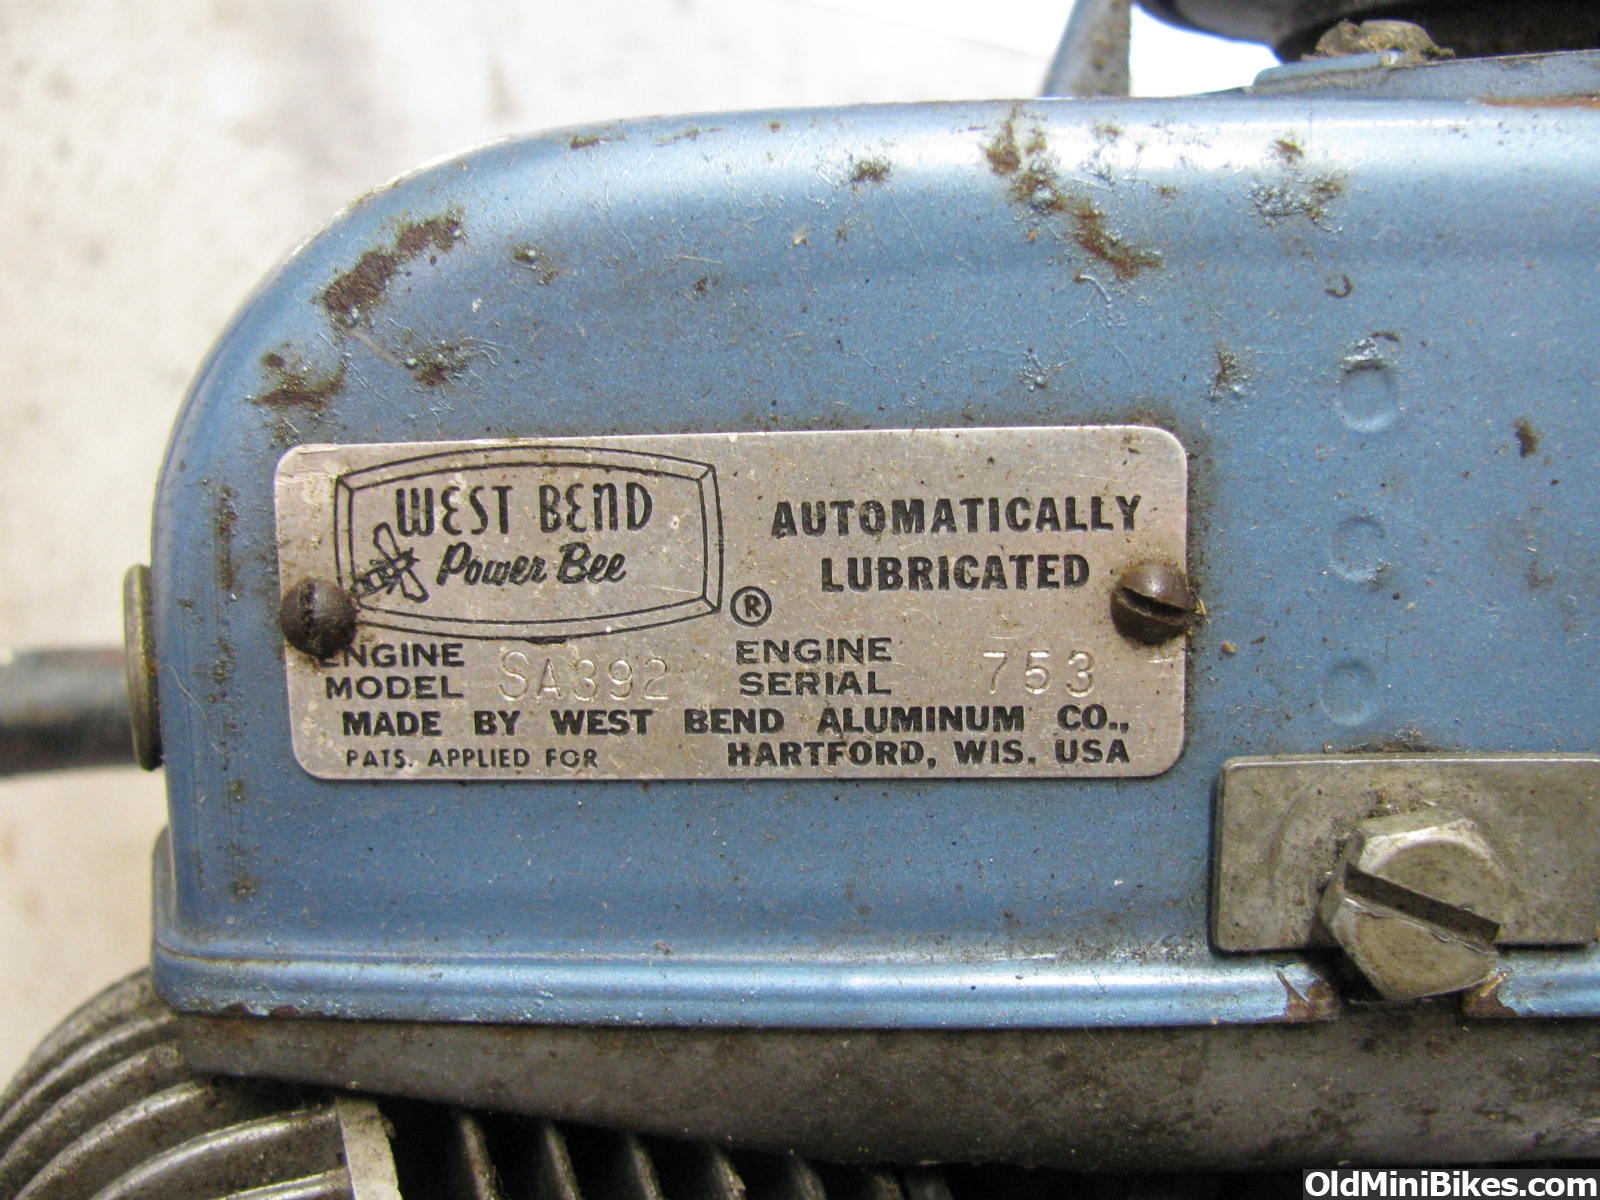 WEST BEND
Power Bee
®
AUTOMATICALLY
LUBRICATED
ENGINE
MODEL SA392
ENGINE
SERIAL 753
MADE BY WEST BEND ALUMINUM CO.,
PATS. APPLIED FOR HARTFORD, WIS. USA
OldMiniBikes.com